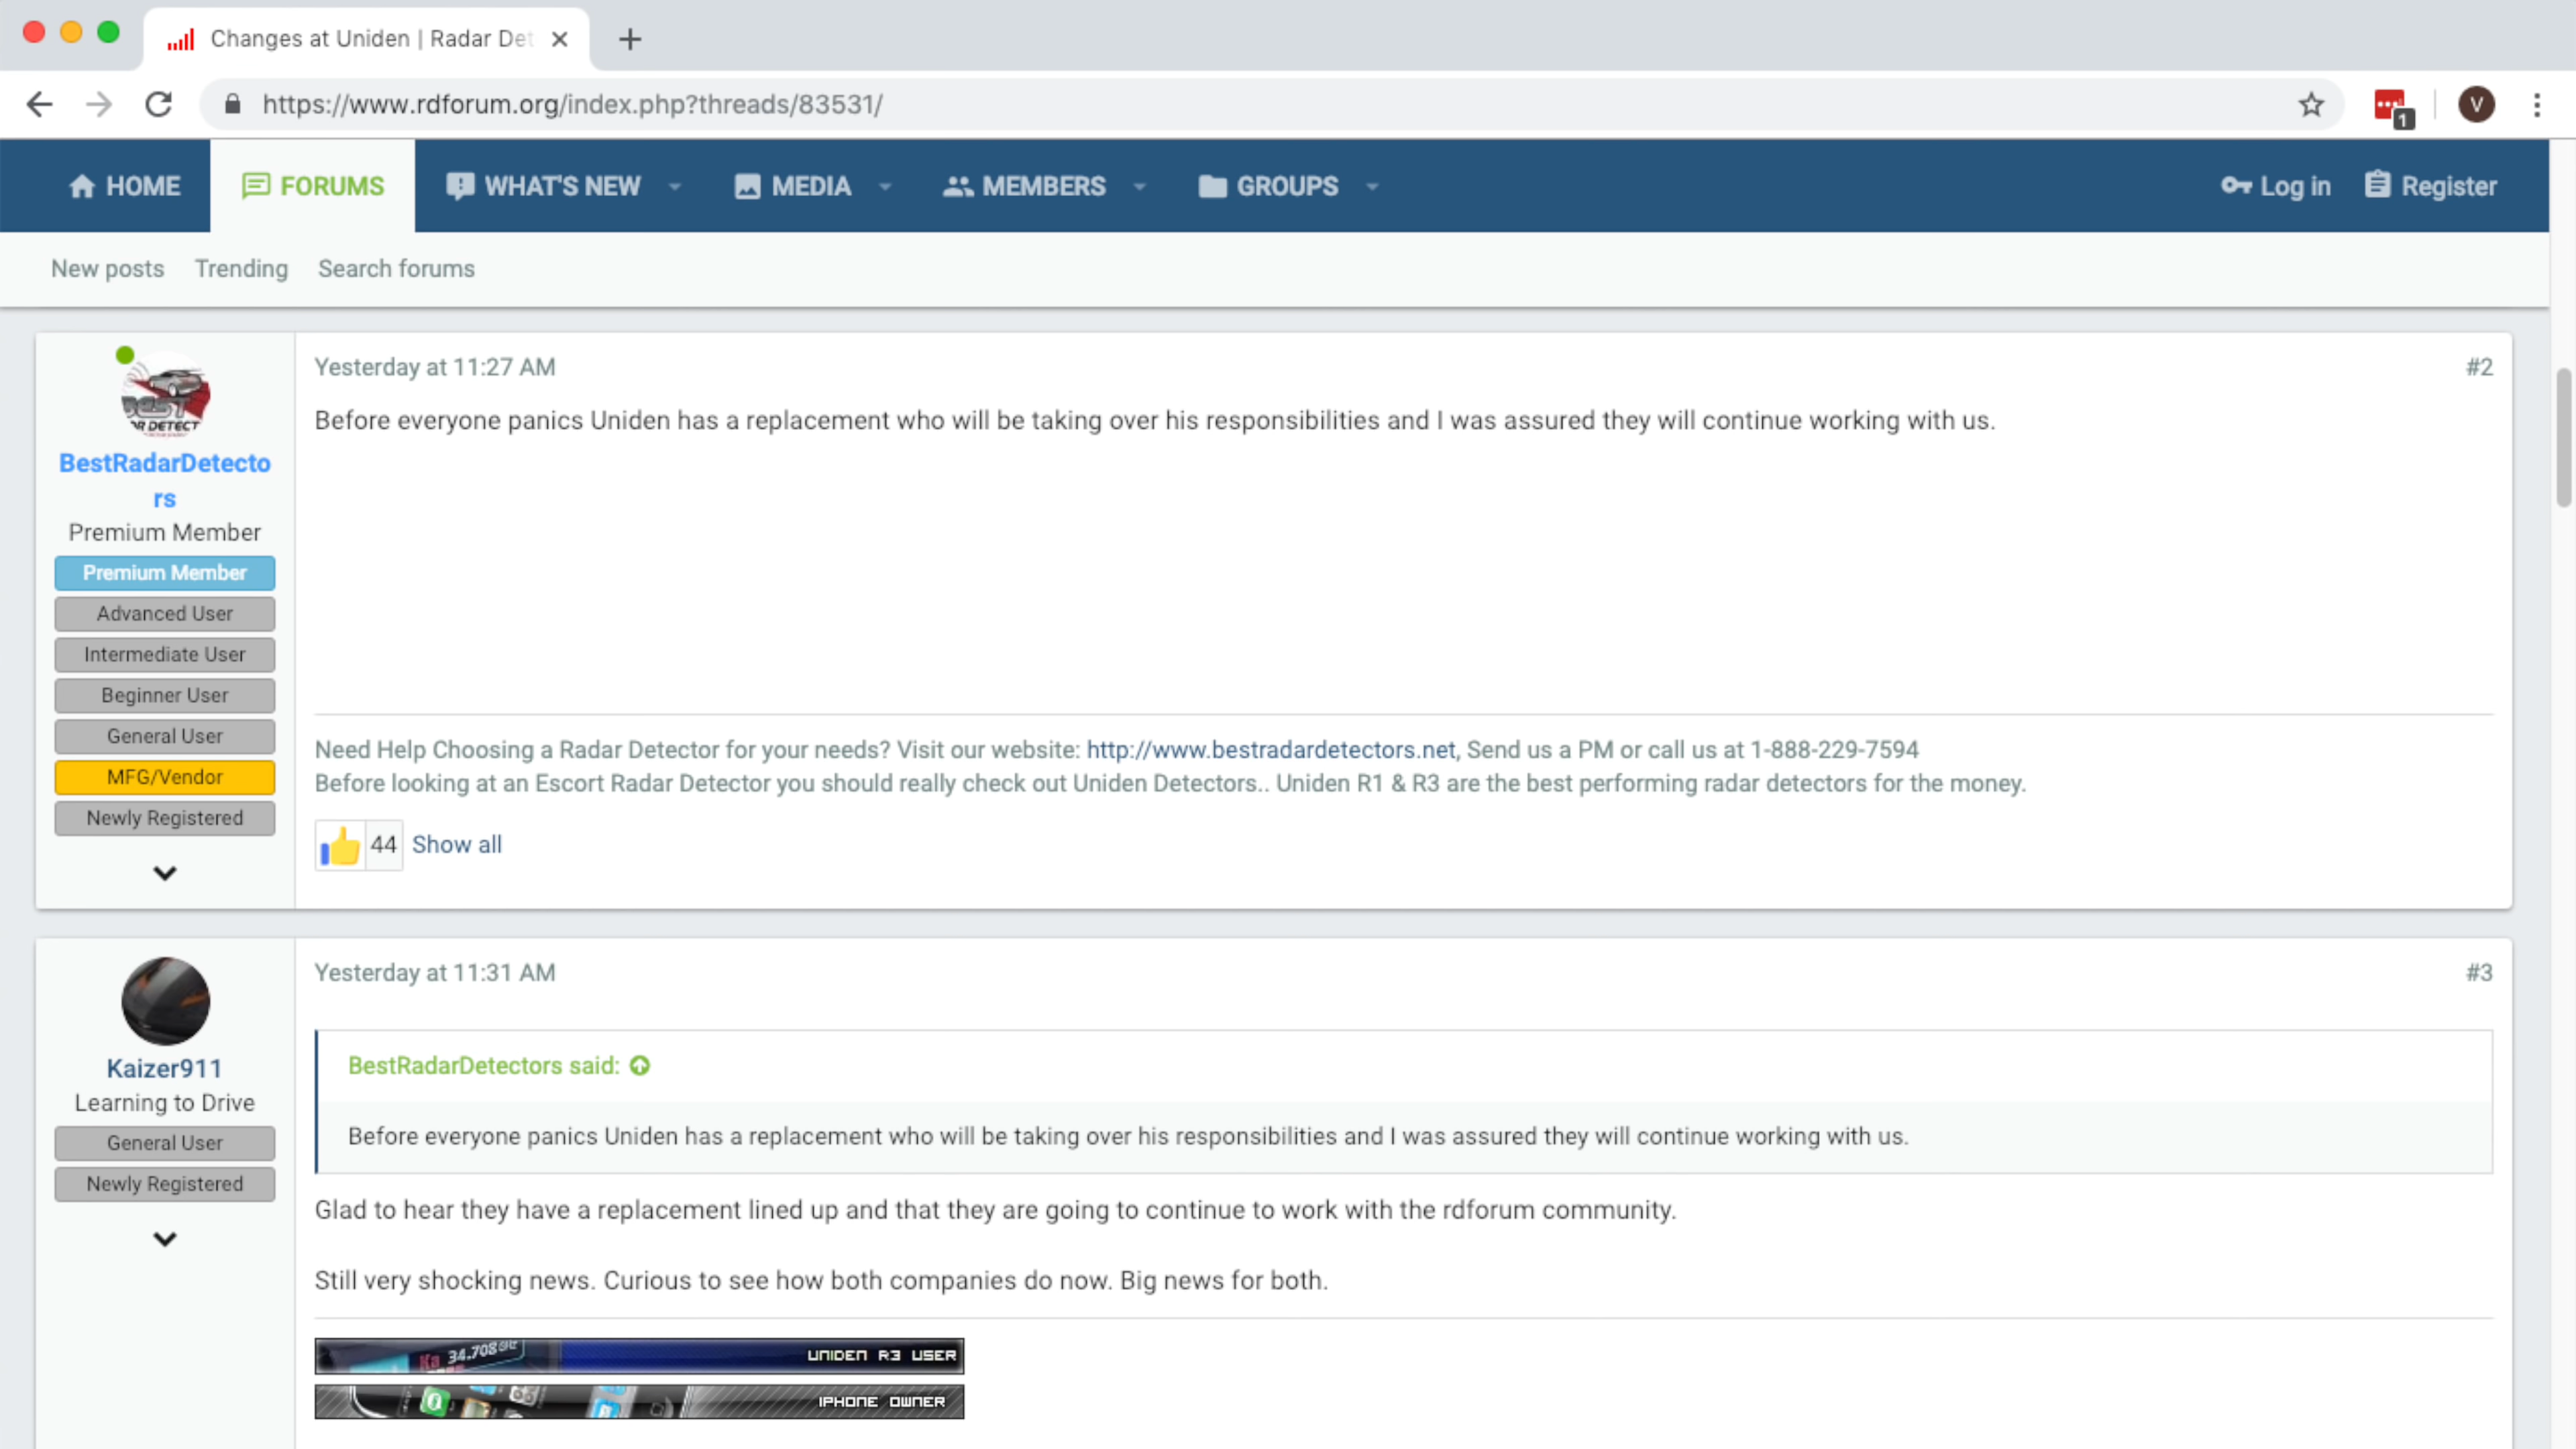 Changes at Uniden | Radar Det
https://www.rdforum.org/index.php?threads/83531/
1
V
HOME
FORUMS
WHAT'S NEW
MEDIA
MEMBERS
GROUPS
Log in
Register
New posts
Trending
Search forums
BEST
BestRadarDetecto
rs
Premium Member
Premium Member
Advanced User
Intermediate User
Beginner User
General User
MFG/Vendor
Newly Registered
Yesterday at 11:27 AM
#2
Before everyone panics Uniden has a replacement who will be taking over his responsibilities and I was assured they will continue working with us.
Need Help Choosing a Radar Detector for your needs? Visit our website: http://www.bestradardetectors.net, Send us a PM or call us at 1-888-229-7594
Before looking at an Escort Radar Detector you should really check out Uniden Detectors.. Uniden R1 & R3 are the best performing radar detectors for the money.
44 Show all
Kaizer911
Learning to Drive
General User
Newly Registered
Yesterday at 11:31 AM
#3
BestRadarDetectors said:
Before everyone panics Uniden has a replacement who will be taking over his responsibilities and I was assured they will continue working with us.
Glad to hear they have a replacement lined up and that they are going to continue to work with the rdforum community.
Still very shocking news. Curious to see how both companies do now. Big news for both.
Ka 34.708 UNIDEN R3 USER
IPHONE OWNER